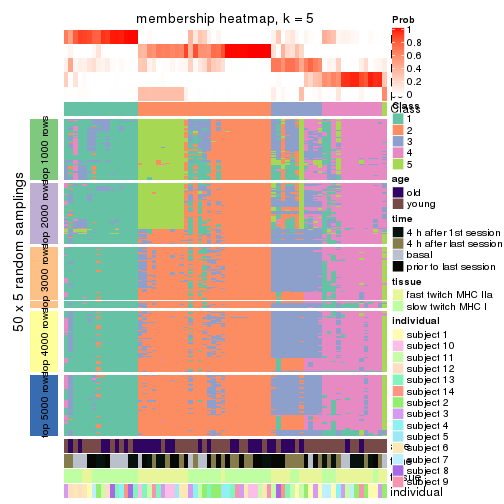 membership heatmap, k = 5
Prob
1
0.8
0.6
0.4
0.2
0
Class
Class
1
2
3
4
5
age
old
young
time
4 h after 1st session
4 h after last session
basal
prior to last session
tissue
fast twitch MHC IIa
slow twitch MHC I
individual
subject 1
subject 10
subject 11
subject 12
subject 13
subject 14
subject 2
subject 3
subject 4
subject 5
subject 6
subject 7
subject 8
subject 9
individual
50 x 5 random samplings
top 1000 rows
top 2000 rows
top 3000 rows
top 4000 rows
top 5000 rows